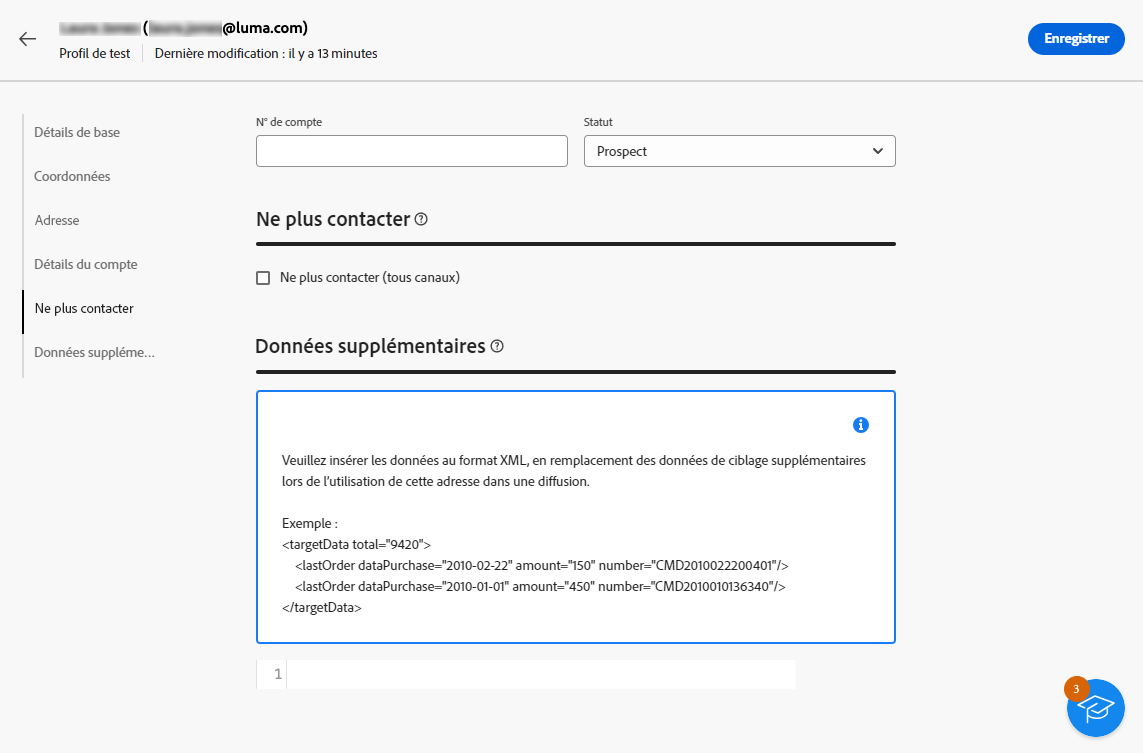 (@luma.com)
Enregistrer
Profil de test
Dernière modification : il y a 13 minutes
Détails de base
Coordonnées
Adresse
Détails du compte
Ne plus contacter
Données suppléme…
N° de compte
Statut
Prospect
Ne plus contacter
Ne plus contacter (tous canaux)
Données supplémentaires
Veuillez insérer les données au format XML, en remplacement des données de ciblage supplémentaires
lors de l’utilisation de cette adresse dans une diffusion.
Exemple :
<targetData total="9420">
<lastOrder dataPurchase="2010-02-22" amount="150" number="CMD2010022200401"/>
<lastOrder dataPurchase="2010-01-01" amount="450" number="CMD2010010136340"/>
</targetData>
1
3